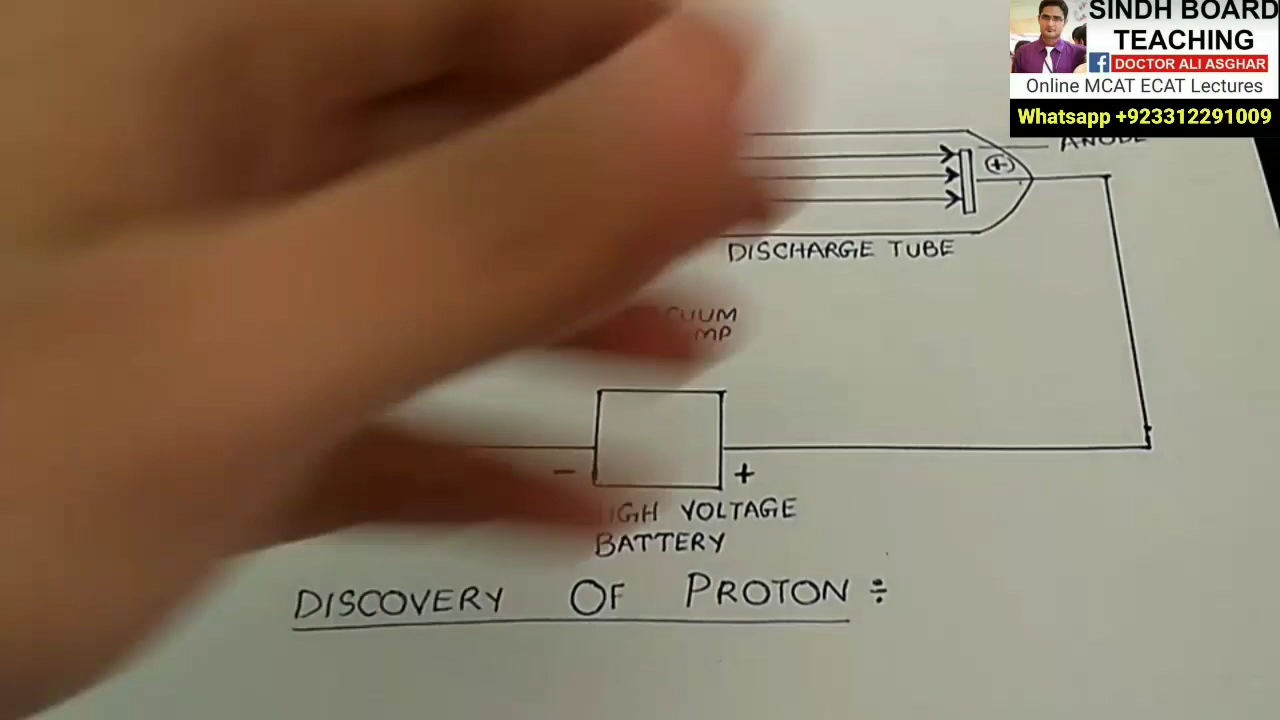 SINDH BOARD
TEACHING
DOCTOR ALI ASGHAR
Online MCAT ECAT Lectures
Whatsapp +923312291009
+
DISCHARGE TUBE
- +
VOLTAGE
BATTERY
DISCOVERY OF PROTON ÷